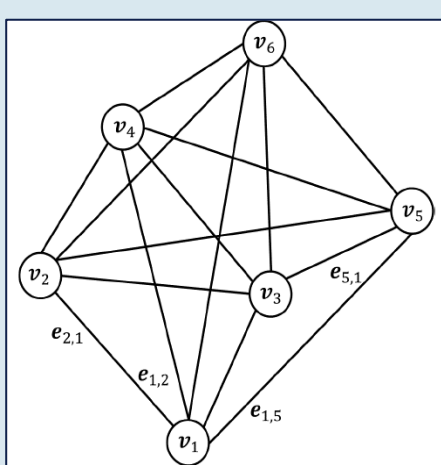 v₆
v₄
v₅
v₂
v₃
e₅,₁
e₂,₁
e₁,₂
e₁,₅
v₁